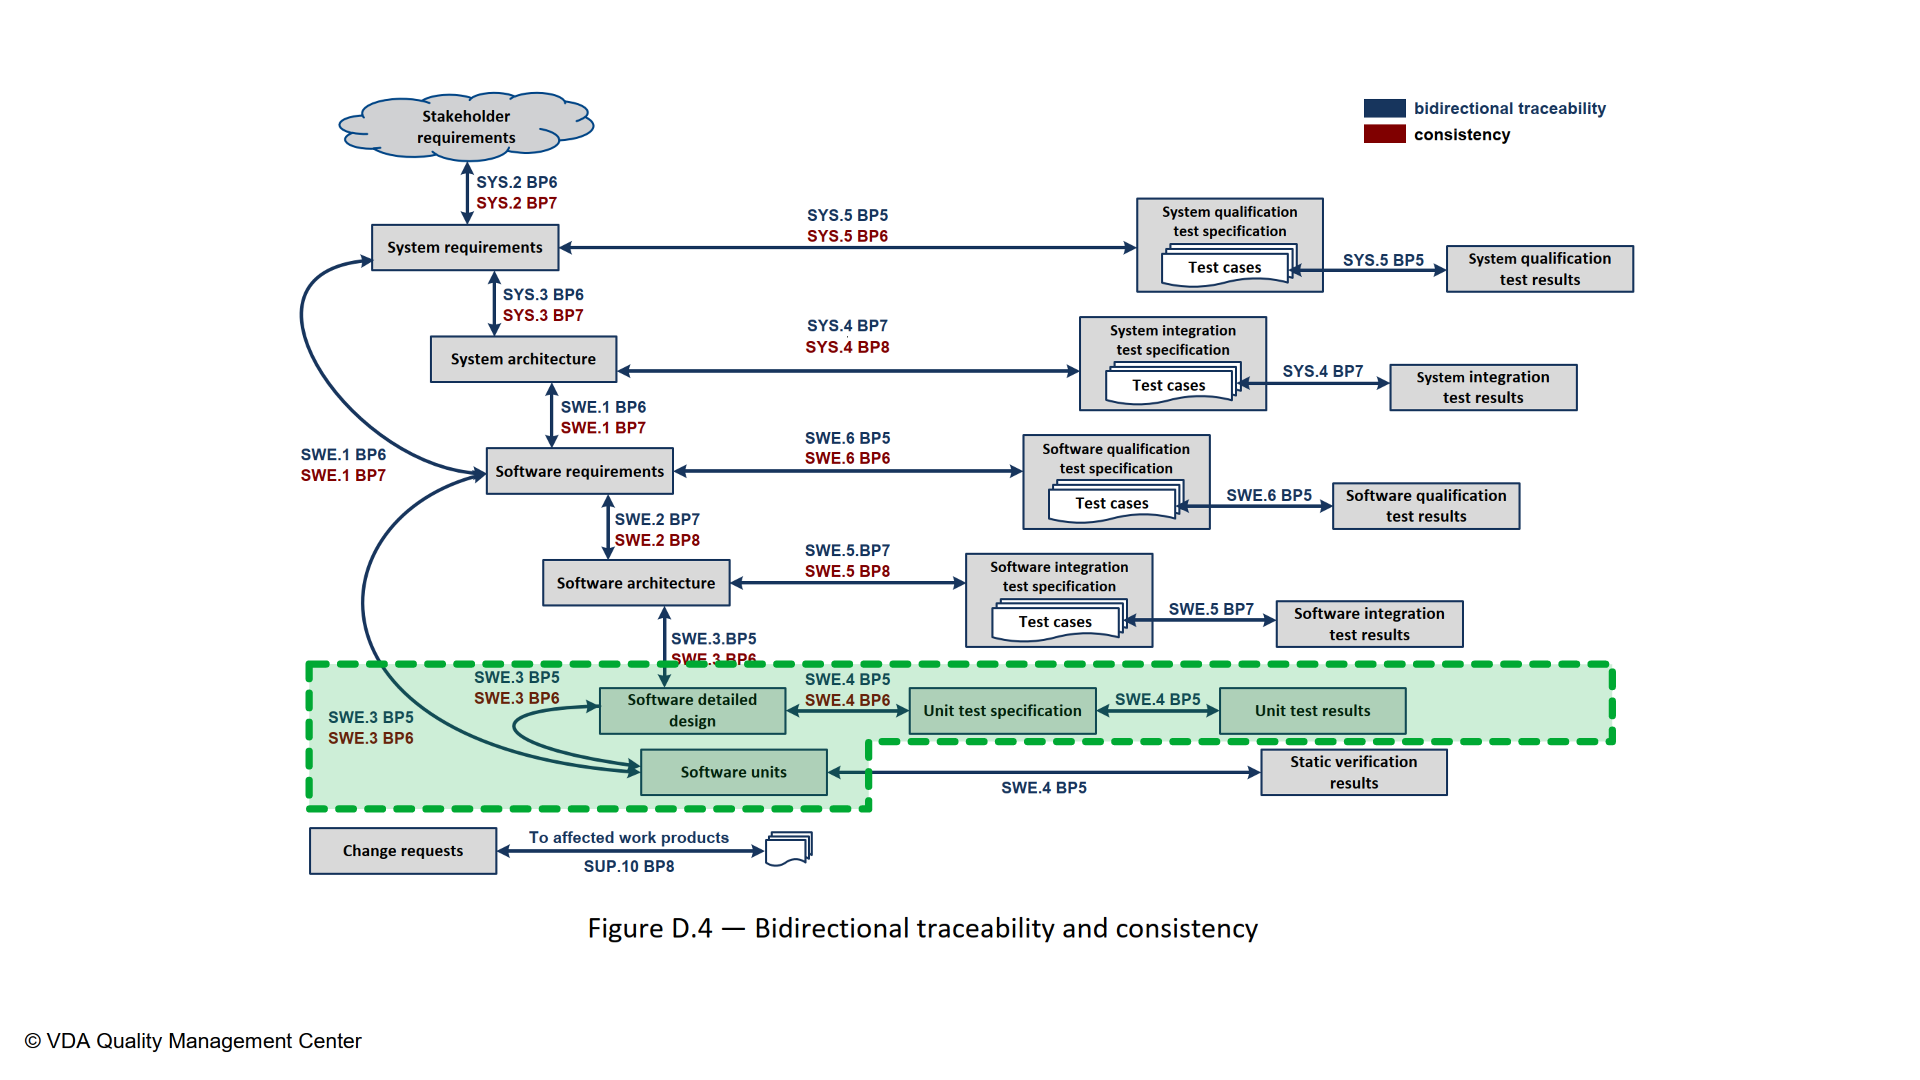 Stakeholder
requirements
bidirectional traceability
consistency
SYS.2 BP6
SYS.2 BP7
System requirements
SYS.5 BP5
SYS.5 BP6
System qualification
test specification
Test cases
SYS.5 BP5
System qualification
test results
SYS.3 BP6
SYS.3 BP7
System architecture
SYS.4 BP7
SYS.4 BP8
System integration
test specification
Test cases
SYS.4 BP7
System integration
test results
SWE.1 BP6
SWE.1 BP7
SWE.1 BP6
SWE.1 BP7
Software requirements
SWE.6 BP5
SWE.6 BP6
Software qualification
test specification
Test cases
SWE.6 BP5
Software qualification
test results
SWE.2 BP7
SWE.2 BP8
Software architecture
SWE.5.BP7
SWE.5 BP8
Software integration
test specification
Test cases
SWE.5 BP7
Software integration
test results
SWE.3.BP5
SWE.3 BP6
SWE.3 BP5
SWE.3 BP6
SWE.3 BP5
SWE.3 BP6
Software detailed
design
SWE.4 BP5
SWE.4 BP6
Unit test specification
SWE.4 BP5
Unit test results
Software units
SWE.4 BP5
Static verification
results
Change requests
To affected work products
SUP.10 BP8
Figure D.4 — Bidirectional traceability and consistency
© VDA Quality Management Center